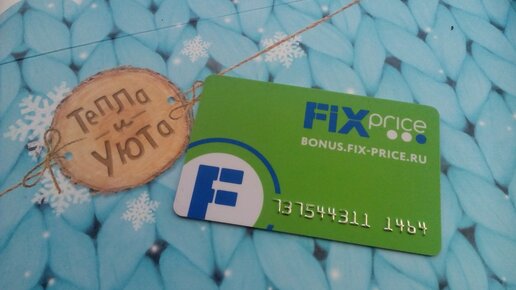 Тепла
и
Уюта
FiX price
BONUS.FIX-PRICE.RU
F
737544311 1464